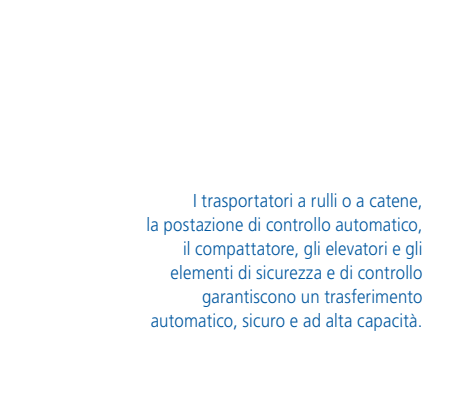 I trasportatori a rulli o a catene,
la postazione di controllo automatico,
il compattatore, gli elevatori e gli
elementi di sicurezza e di controllo
garantiscono un trasferimento
automatico, sicuro e ad alta capacità.